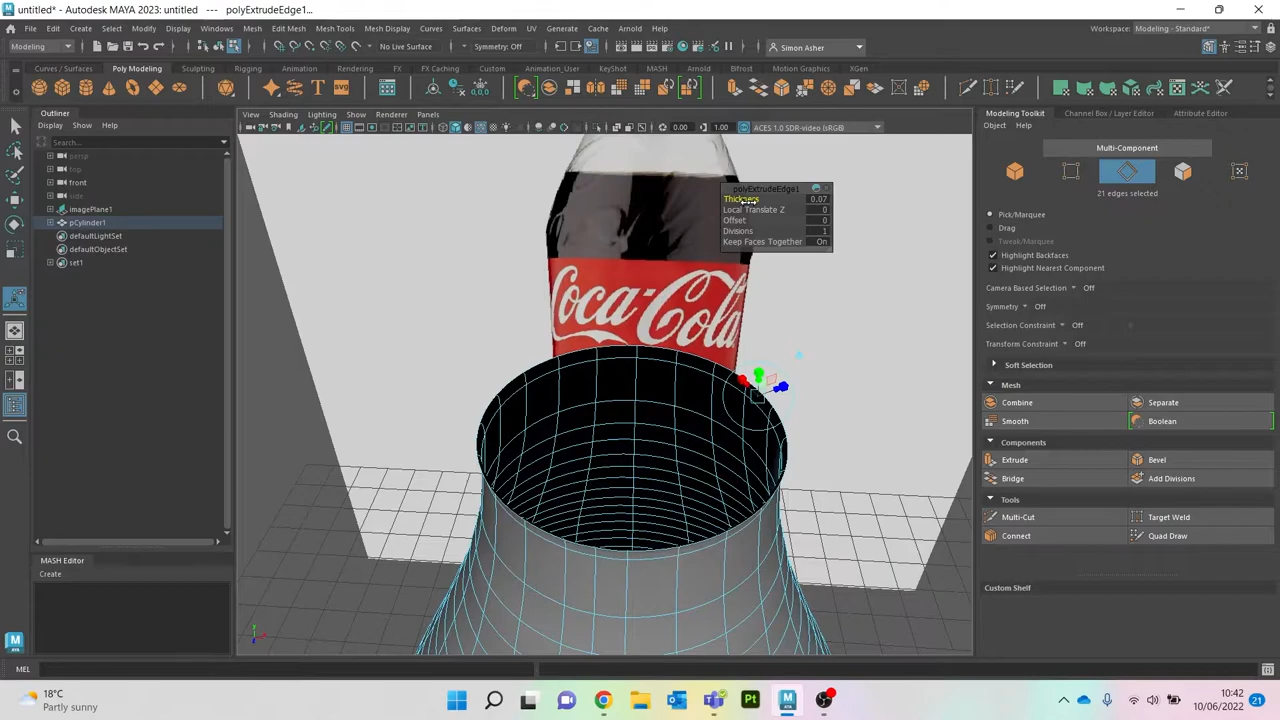 untitled* - Autodesk MAYA 2023: untitled --- polyExtrudeEdge1...
File Edit Create Select Modify Display Windows Mesh Edit Mesh Mesh Tools Mesh Display Curves Surfaces Deform UV Generate Cache Arnold Help
Workspace: Modeling - Standard*
Modeling No Live Surface Symmetry: Off Simon Asher
Curves / Surfaces Poly Modeling Sculpting Rigging Animation Rendering FX FX Caching Custom Animation_User KeyShot MASH Arnold Bifrost Motion Graphics XGen
SVG
Outliner
Display Show Help
Search...
persp
top
front
side
imagePlane1
pCylinder1
defaultLightSet
defaultObjectSet
set1
MASH Editor
Create
View Shading Lighting Show Renderer Panels
0.00 1.00 ACES 1.0 SDR-video (sRGB)
polyExtrudeEdge1
Thickness 0.07
Local Translate Z 0
Offset 0
Divisions 1
Keep Faces Together On
Coca-Cola
Modeling Toolkit Channel Box / Layer Editor Attribute Editor
Object Help
Multi-Component
21 edges selected
Pick/Marquee
Drag
Tweak/Marquee
Highlight Backfaces
Highlight Nearest Component
Camera Based Selection Off
Symmetry Off
Selection Constraint Off
Transform Constraint Off
Soft Selection
Mesh
Combine Separate
Smooth Boolean
Components
Extrude Bevel
Bridge Add Divisions
Tools
Multi-Cut Target Weld
Connect Quad Draw
Custom Shelf
MEL
18°C
Partly sunny
Pt
10:42
10/06/2022
21